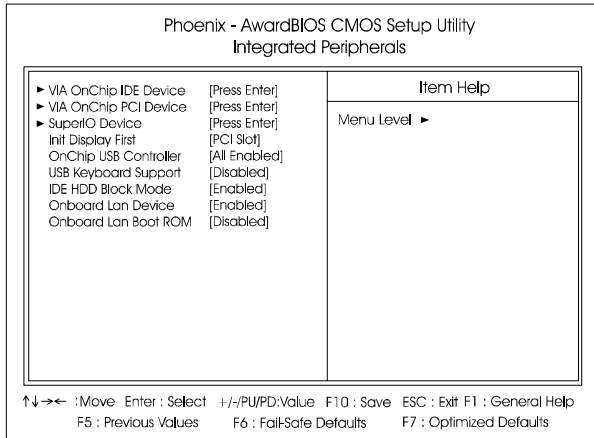 Phoenix - AwardBIOS CMOS Setup Utility
Integrated Peripherals
Item Help
► VIA OnChip IDE Device [Press Enter]
► VIA OnChip PCI Device [Press Enter]
► SuperIO Device [Press Enter]
Init Display First [PCI Slot]
OnChip USB Controller [All Enabled]
USB Keyboard Support [Disabled]
IDE HDD Block Mode [Enabled]
Onboard Lan Device [Enabled]
Onboard Lan Boot ROM [Disabled]
Menu Level ►
↑↓→← :Move Enter : Select +/-/PU/PD:Value F10 : Save ESC : Exit F1 : General Help
F5 : Previous Values F6 : Fail-Safe Defaults F7 : Optimized Defaults